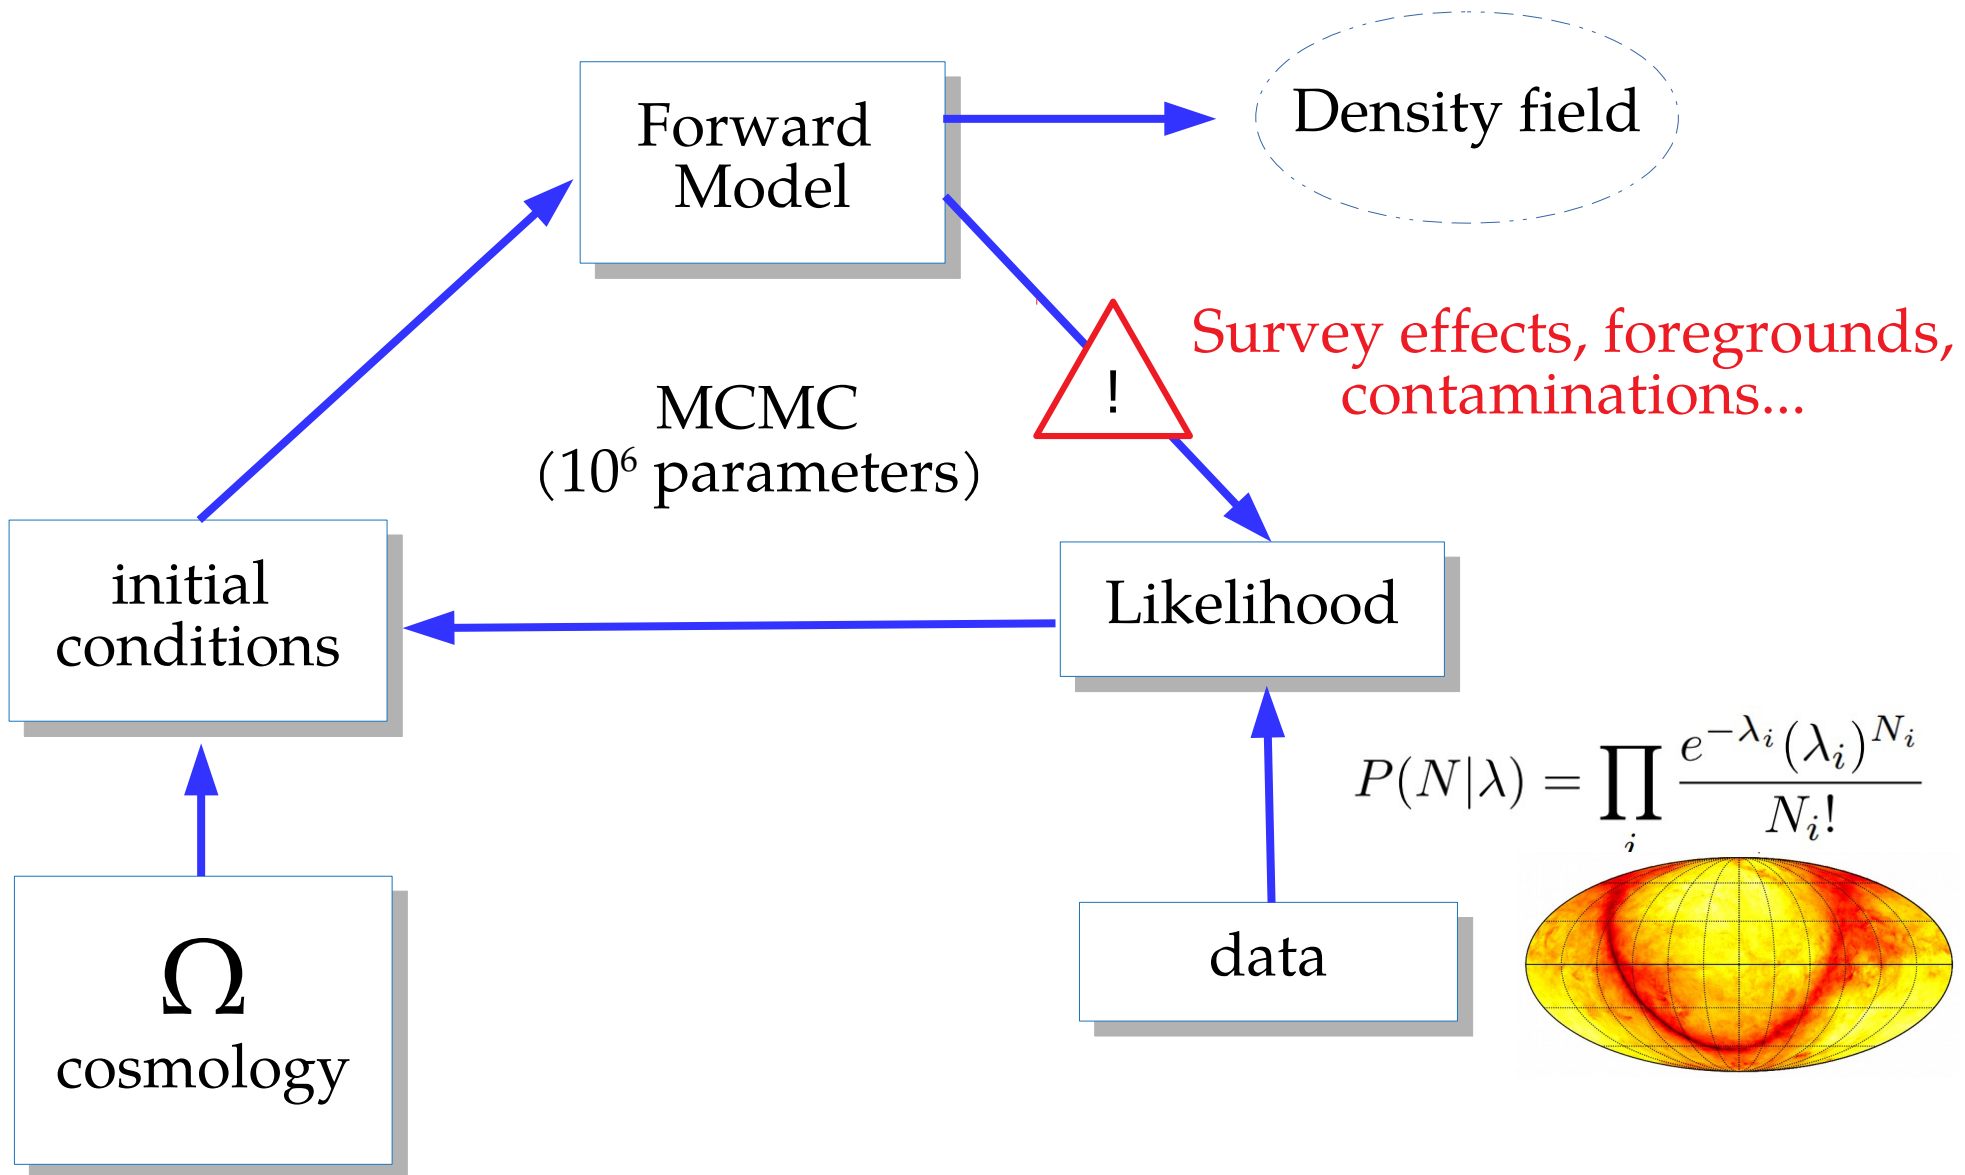 Forward
Model
Density field
Survey effects, foregrounds,
contaminations...
!
MCMC
(10⁶ parameters)
initial
conditions
Likelihood
P(N|λ) = ∏_i e^{-λ_i}(λ_i)^{N_i} / N_i!
data
Ω
cosmology